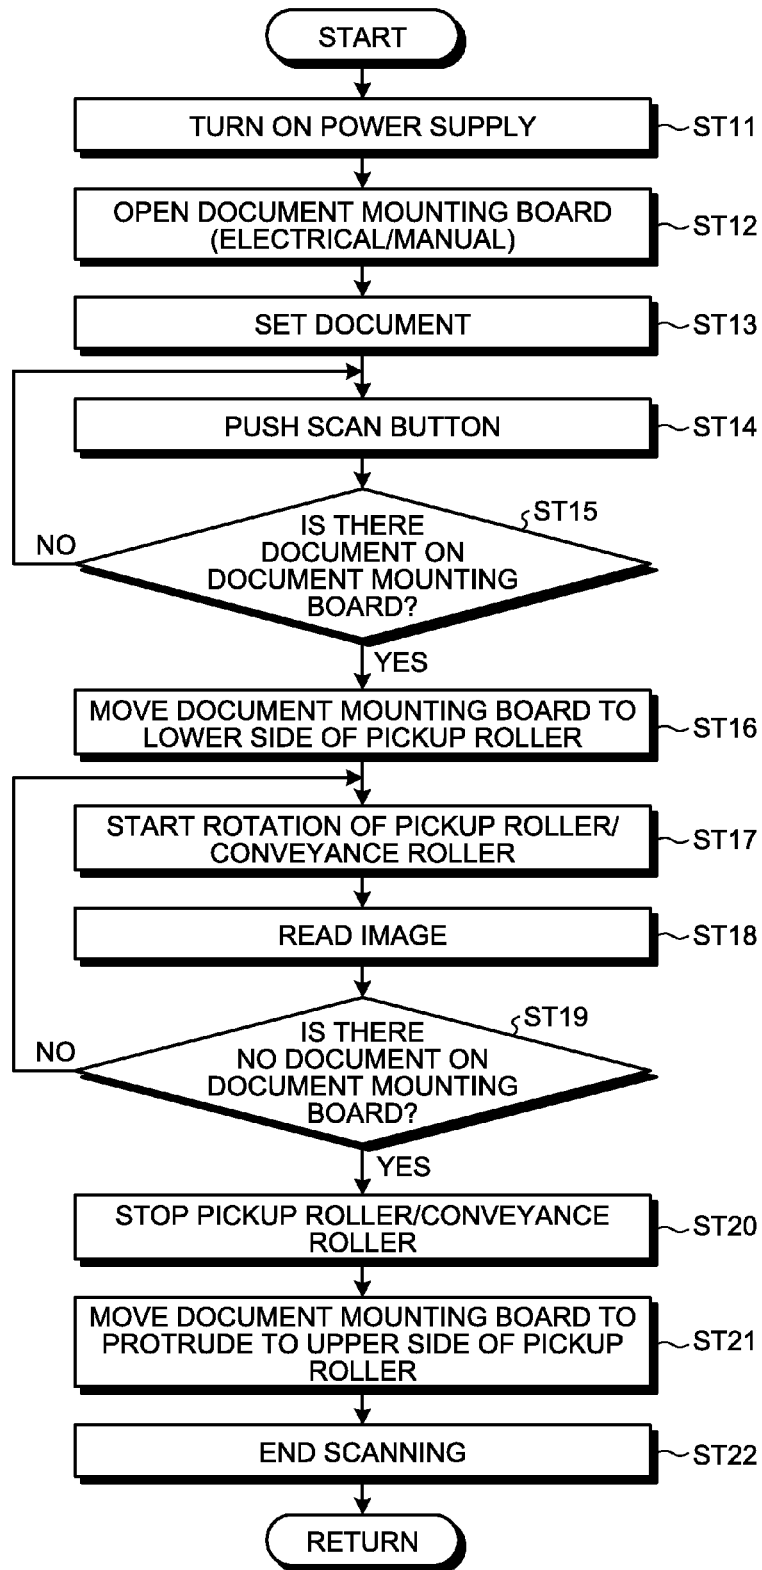 START
TURN ON POWER SUPPLY
ST11
OPEN DOCUMENT MOUNTING BOARD
(ELECTRICAL/MANUAL)
ST12
SET DOCUMENT
ST13
PUSH SCAN BUTTON
ST14
ST15
IS THERE
DOCUMENT ON
DOCUMENT MOUNTING
BOARD?
NO
YES
MOVE DOCUMENT MOUNTING BOARD TO
LOWER SIDE OF PICKUP ROLLER
ST16
START ROTATION OF PICKUP ROLLER/
CONVEYANCE ROLLER
ST17
READ IMAGE
ST18
ST19
IS THERE
NO DOCUMENT ON
DOCUMENT MOUNTING
BOARD?
NO
YES
STOP PICKUP ROLLER/CONVEYANCE
ROLLER
ST20
MOVE DOCUMENT MOUNTING BOARD TO
PROTRUDE TO UPPER SIDE OF PICKUP
ROLLER
ST21
END SCANNING
ST22
RETURN